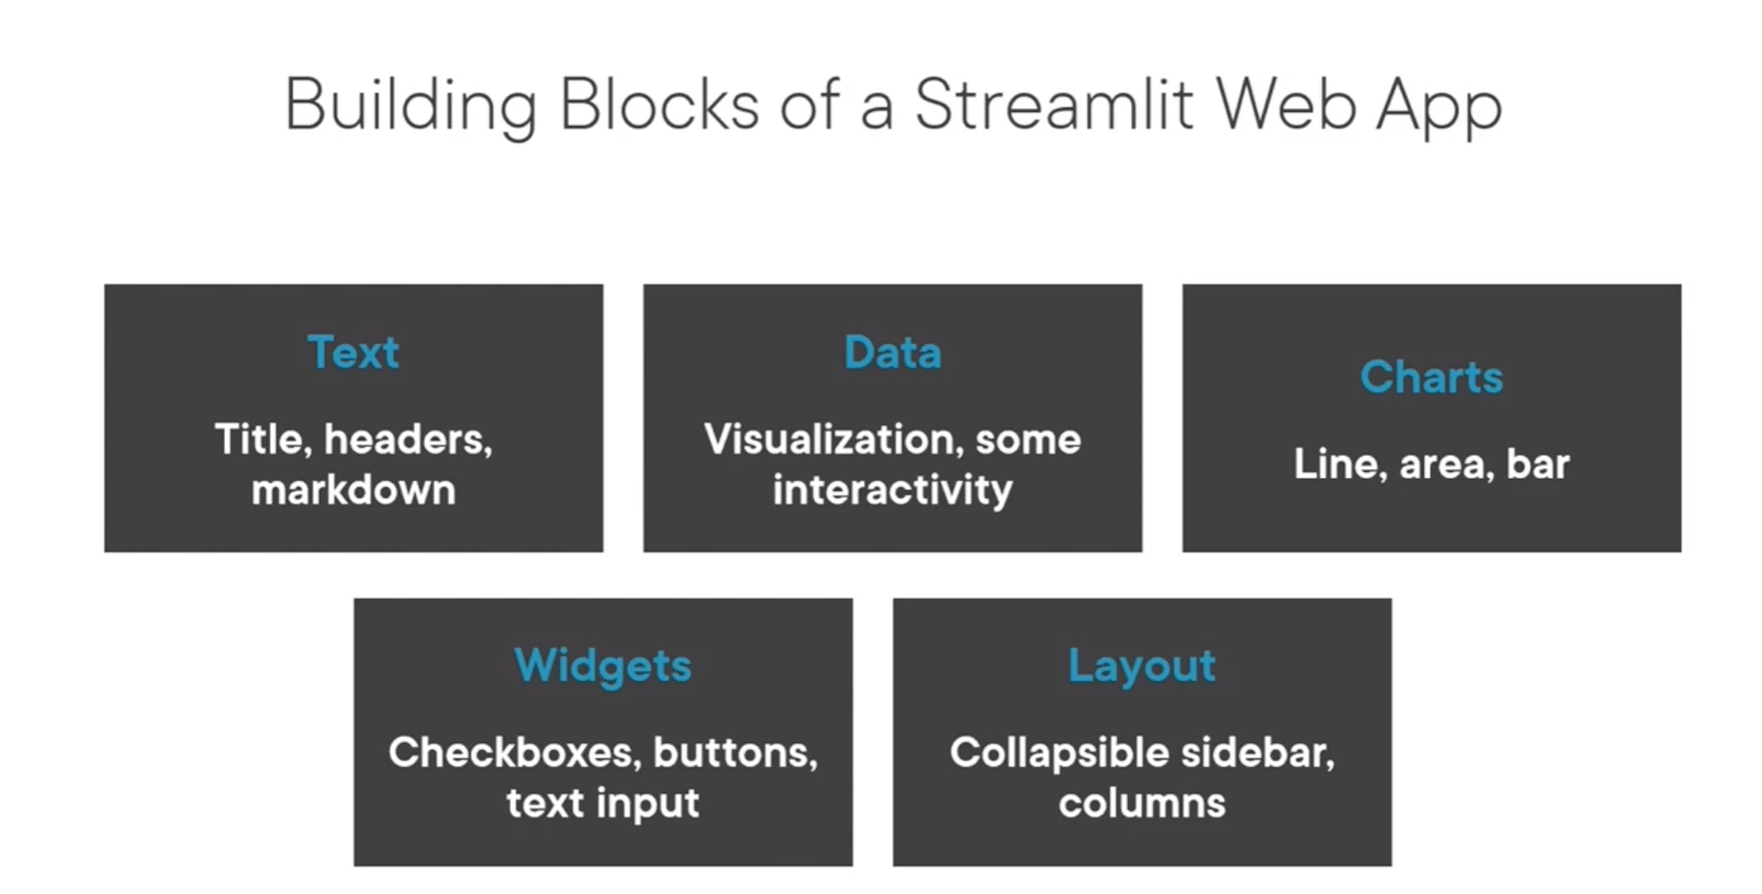 Building Blocks of a Streamlit Web App
Text
Title, headers,
markdown
Data
Visualization, some
interactivity
Charts
Line, area, bar
Widgets
Checkboxes, buttons,
text input
Layout
Collapsible sidebar,
columns